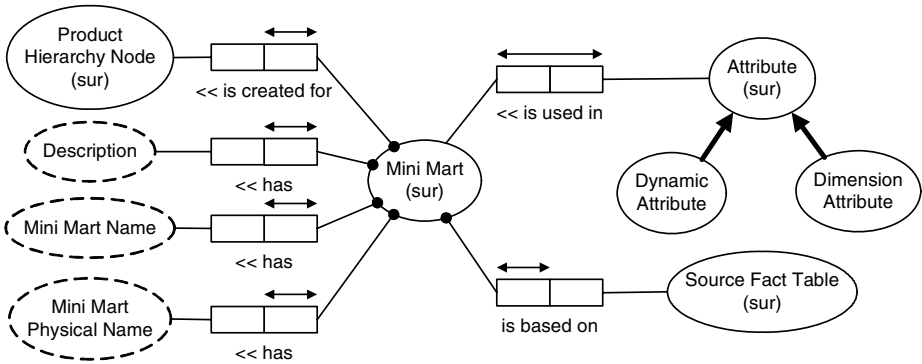 Product
Hierarchy Node
(sur)
<< is created for
Description
<< has
Mini Mart Name
<< has
Mini Mart
Physical Name
<< has
Mini Mart
(sur)
<< is used in
Attribute
(sur)
Dynamic
Attribute
Dimension
Attribute
is based on
Source Fact Table
(sur)